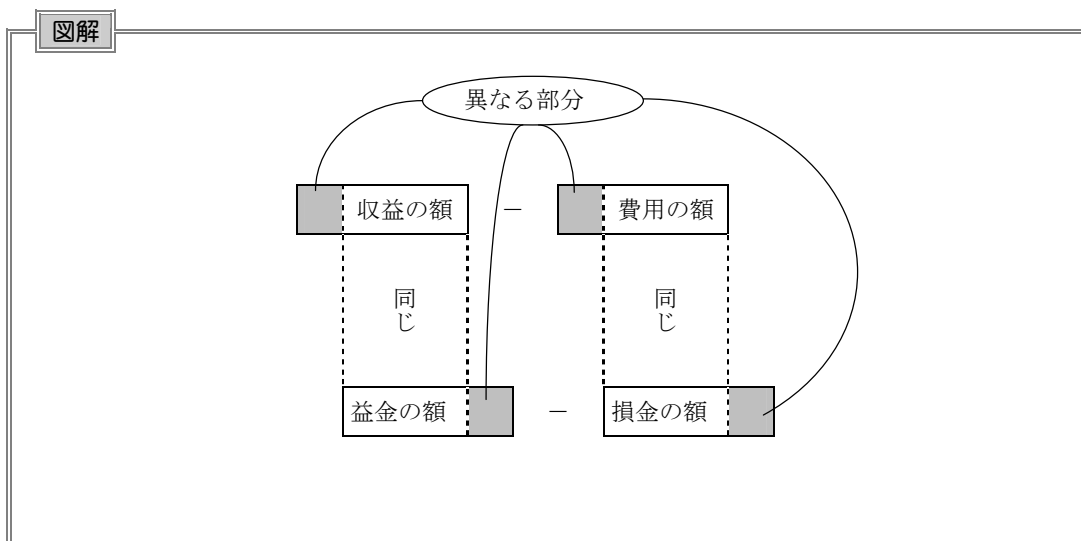 図解
異なる部分
収益の額 － 費用の額
同じ 同じ
益金の額 － 損金の額